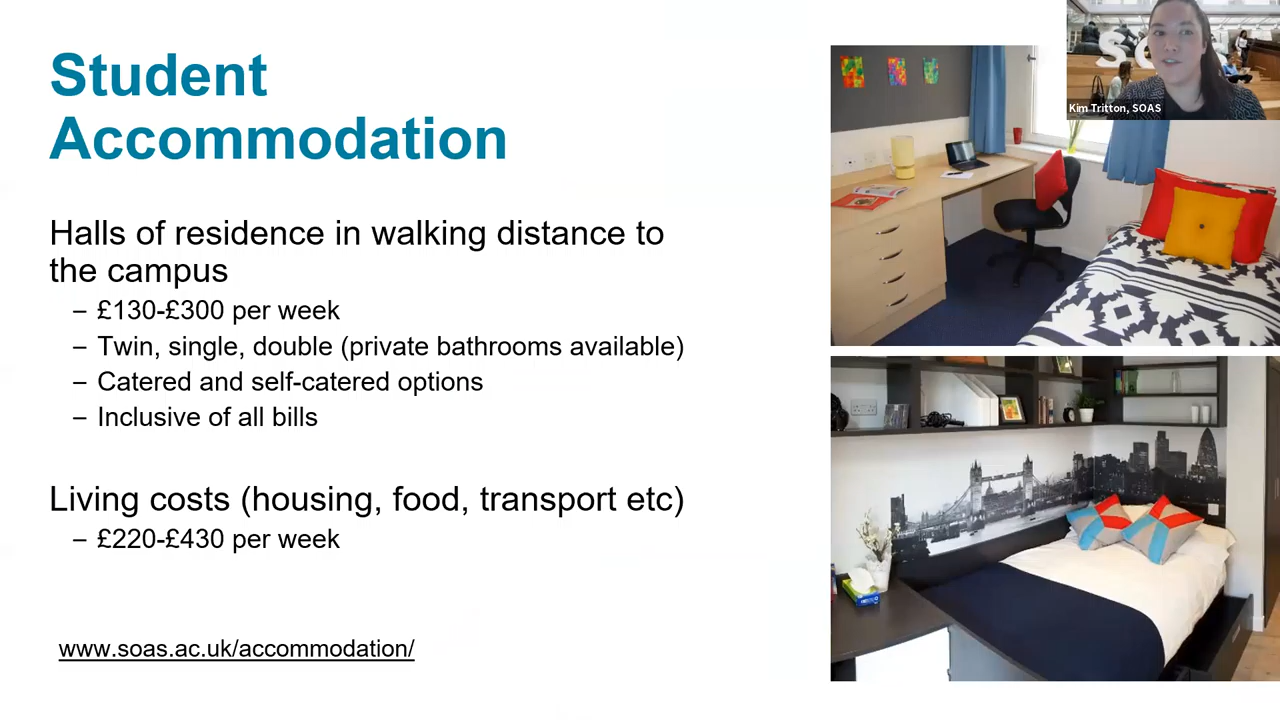 Student
Accommodation
Halls of residence in walking distance to
the campus
– £130-£300 per week
– Twin, single, double (private bathrooms available)
– Catered and self-catered options
– Inclusive of all bills
Living costs (housing, food, transport etc)
– £220-£430 per week
www.soas.ac.uk/accommodation/
Kim Tritton, SOAS